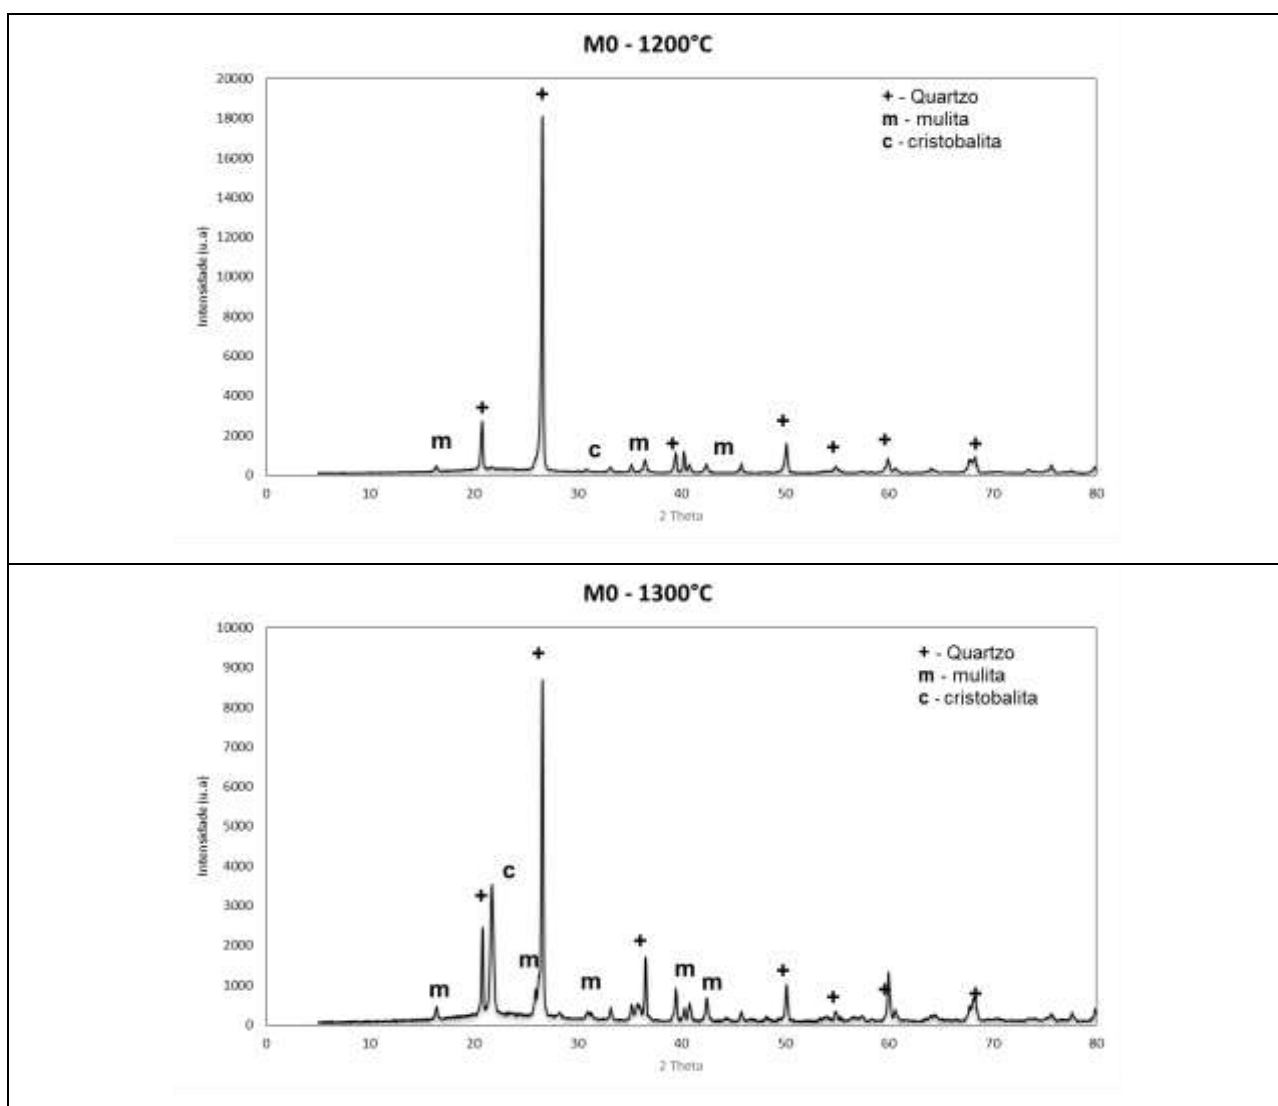 M0 - 1200°C
20000
18000
16000
14000
12000
10000
8000
6000
4000
2000
0
Intensidade (u.a)
+ - Quartzo
m - mulita
c - cristobalita
+
m
+
c
m
+
m
+
+
+
+
0 10 20 30 40 50 60 70 80
2 Theta
M0 - 1300°C
10000
9000
8000
7000
6000
5000
4000
3000
2000
1000
0
Intensidade (u.a)
+ - Quartzo
m - mulita
c - cristobalita
+
m
+
c
m
m
+
m
m
+
+
+
+
0 10 20 30 40 50 60 70 80
2 Theta